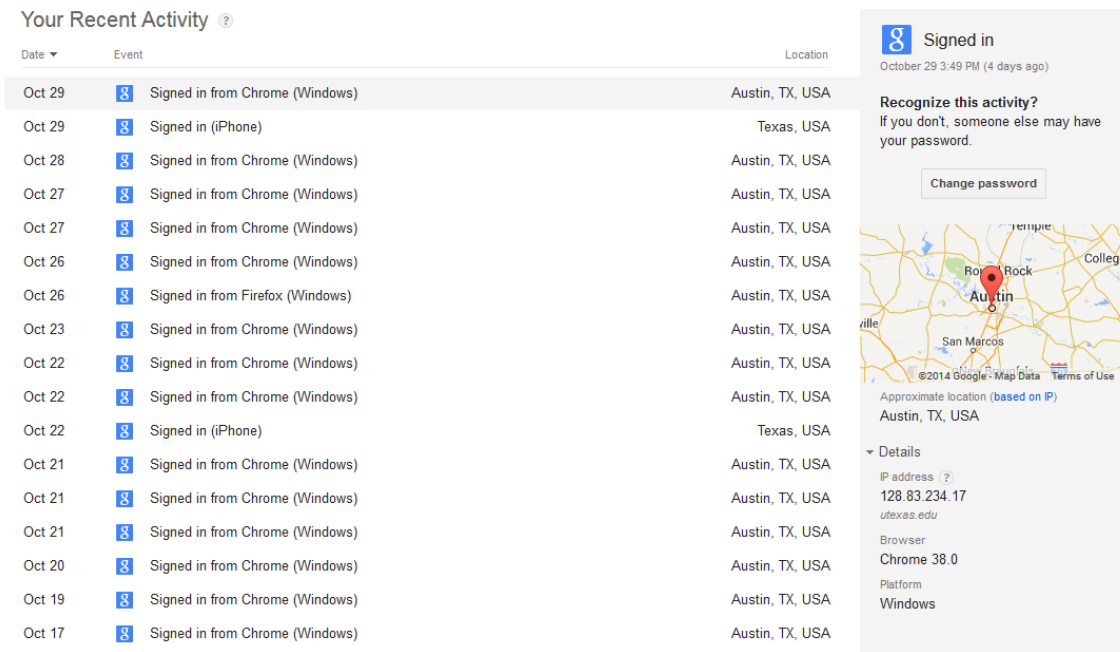 Your Recent Activity ?
Date Event Location
Oct 29 g Signed in from Chrome (Windows) Austin, TX, USA
Oct 29 g Signed in (iPhone) Texas, USA
Oct 28 g Signed in from Chrome (Windows) Austin, TX, USA
Oct 27 g Signed in from Chrome (Windows) Austin, TX, USA
Oct 27 g Signed in from Chrome (Windows) Austin, TX, USA
Oct 26 g Signed in from Chrome (Windows) Austin, TX, USA
Oct 26 g Signed in from Firefox (Windows) Austin, TX, USA
Oct 23 g Signed in from Chrome (Windows) Austin, TX, USA
Oct 22 g Signed in from Chrome (Windows) Austin, TX, USA
Oct 22 g Signed in from Chrome (Windows) Austin, TX, USA
Oct 22 g Signed in (iPhone) Texas, USA
Oct 21 g Signed in from Chrome (Windows) Austin, TX, USA
Oct 21 g Signed in from Chrome (Windows) Austin, TX, USA
Oct 21 g Signed in from Chrome (Windows) Austin, TX, USA
Oct 20 g Signed in from Chrome (Windows) Austin, TX, USA
Oct 19 g Signed in from Chrome (Windows) Austin, TX, USA
Oct 17 g Signed in from Chrome (Windows) Austin, TX, USA
g Signed in
October 29 3:49 PM (4 days ago)
Recognize this activity?
If you don't, someone else may have
your password.
Change password
Temple
Colleg
Rock
Austin
ville
San Marcos
©2014 Google - Map Data Terms of Use
Approximate location (based on IP)
Austin, TX, USA
Details
IP address ?
128.83.234.17
utexas.edu
Browser
Chrome 38.0
Platform
Windows